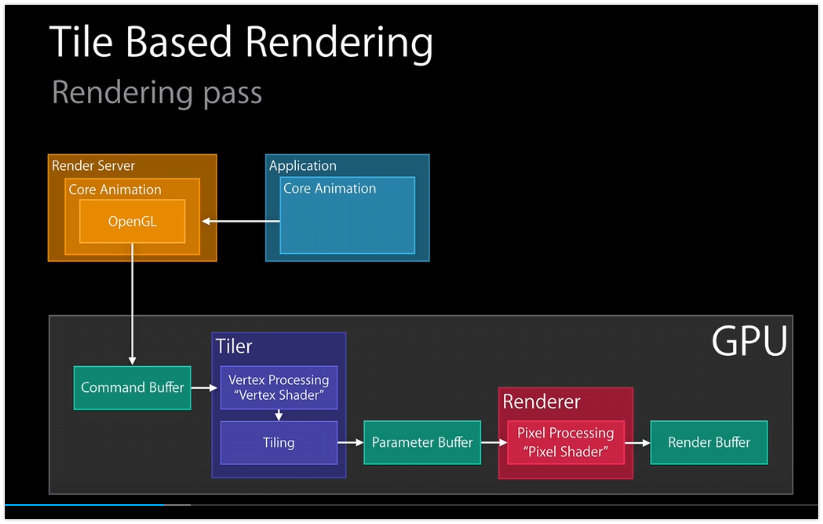 Tile Based Rendering
Rendering pass
Render Server
Core Animation
OpenGL
Application
Core Animation
GPU
Command Buffer
Tiler
Vertex Processing
“Vertex Shader”
Tiling
Parameter Buffer
Renderer
Pixel Processing
“Pixel Shader”
Render Buffer